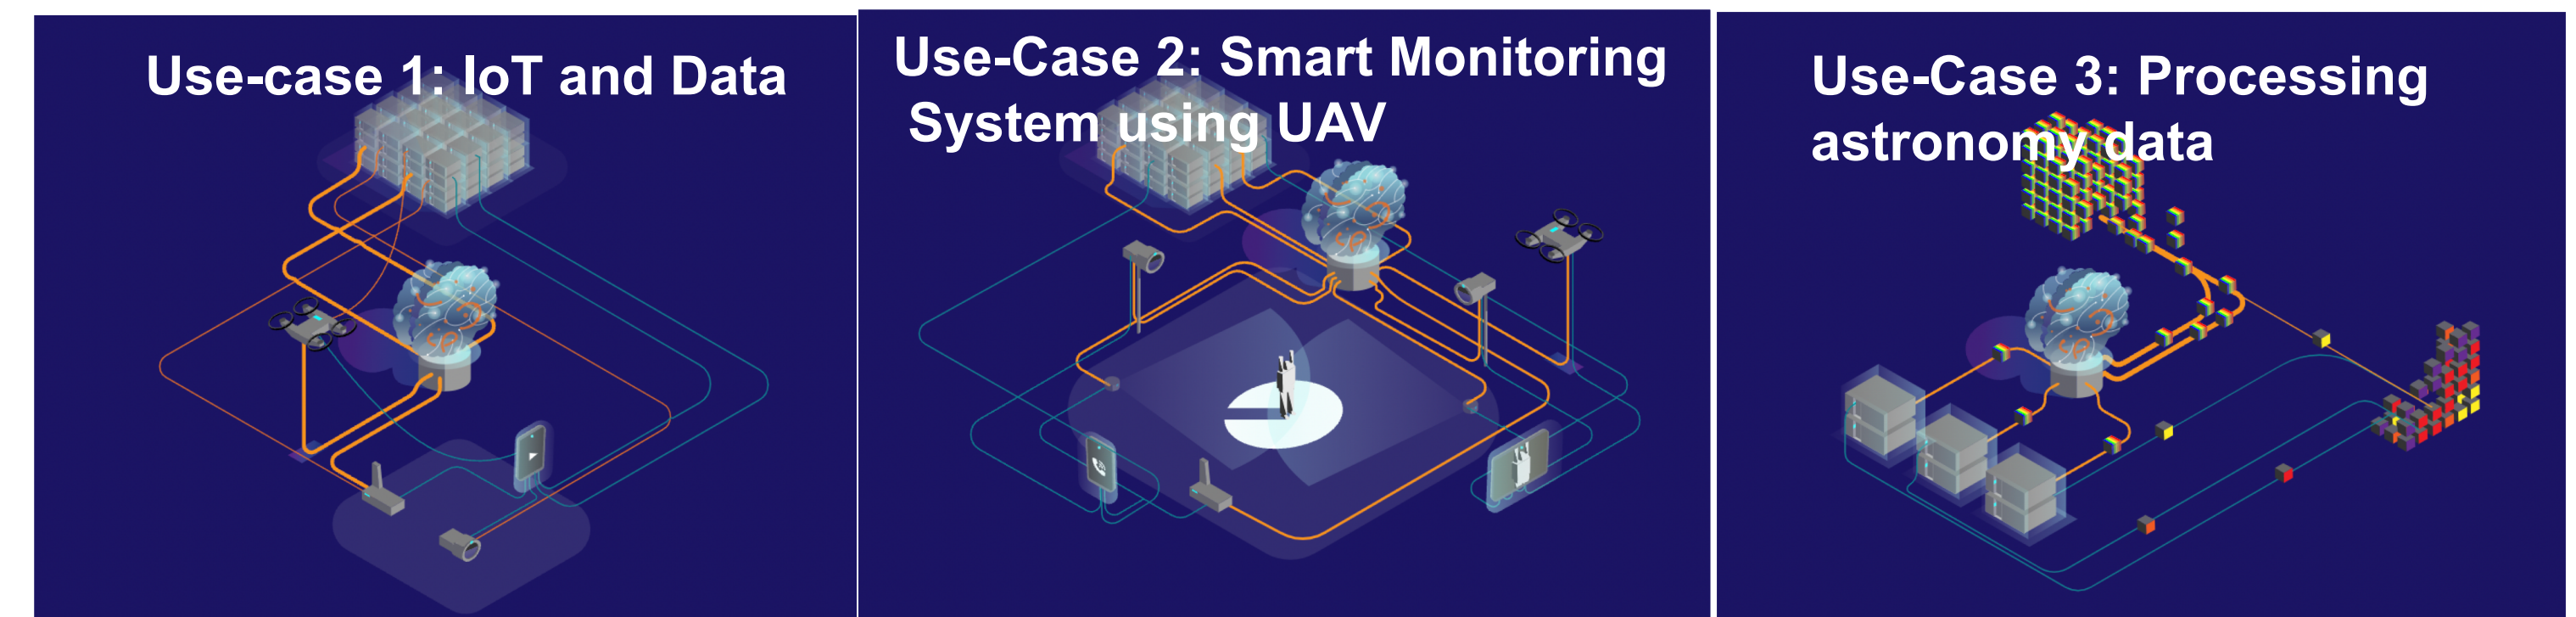 Use-case 1: IoT and Data
Use-Case 2: Smart Monitoring
System using UAV
Use-Case 3: Processing
astronomy data